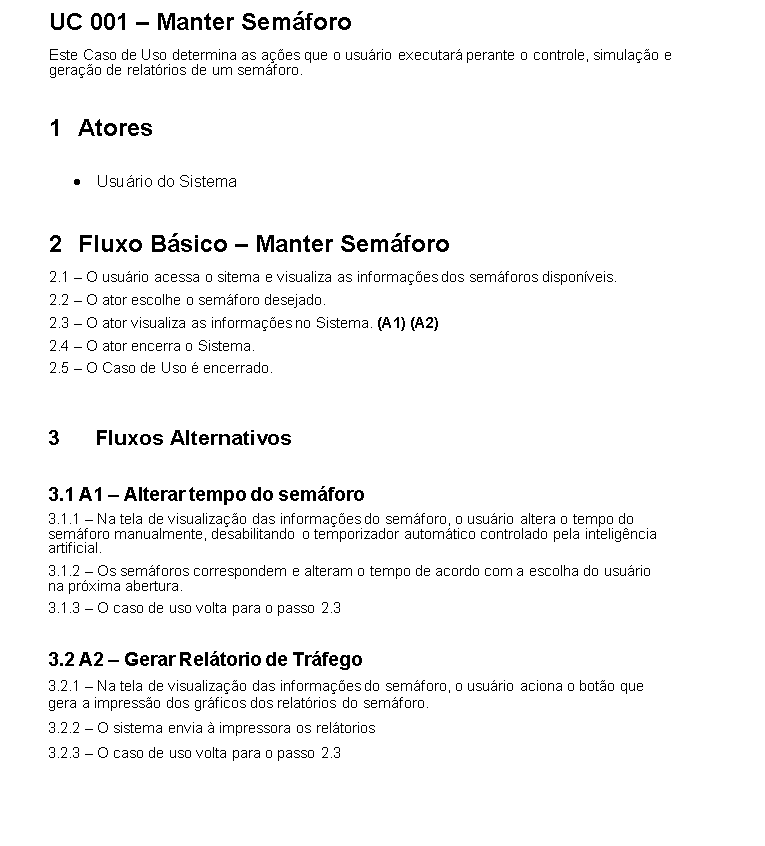 UC 001 – Manter Semáforo
Este Caso de Uso determina as ações que o usuário executará perante o controle, simulação e
geração de relatórios de um semáforo.
1 Atores
• Usuário do Sistema
2 Fluxo Básico – Manter Semáforo
2.1 – O usuário acessa o sitema e visualiza as informações dos semáforos disponíveis.
2.2 – O ator escolhe o semáforo desejado.
2.3 – O ator visualiza as informações no Sistema. (A1) (A2)
2.4 – O ator encerra o Sistema.
2.5 – O Caso de Uso é encerrado.
3 Fluxos Alternativos
3.1 A1 – Alterar tempo do semáforo
3.1.1 – Na tela de visualização das informações do semáforo, o usuário altera o tempo do
semáforo manualmente, desabilitando o temporizador automático controlado pela inteligência
artificial.
3.1.2 – Os semáforos correspondem e alteram o tempo de acordo com a escolha do usuário
na próxima abertura.
3.1.3 – O caso de uso volta para o passo 2.3
3.2 A2 – Gerar Relátorio de Tráfego
3.2.1 – Na tela de visualização das informações do semáforo, o usuário aciona o botão que
gera a impressão dos gráficos dos relatórios do semáforo.
3.2.2 – O sistema envia à impressora os relátorios
3.2.3 – O caso de uso volta para o passo 2.3